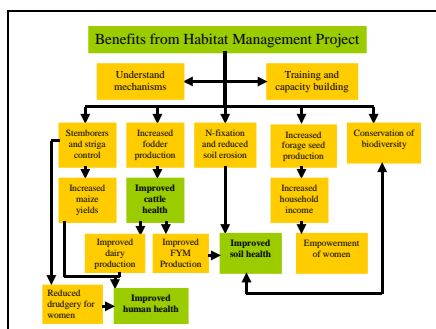 Benefits from Habitat Management Project
Understand
mechanisms
Training and
capacity building
Stemborers
and striga
control
Increased
fodder
production
N-fixation
and reduced
soil erosion
Increased
forage seed
production
Conservation of
biodiversity
Increased
maize
yields
Improved
cattle
health
Increased
household
income
Improved
dairy
production
Improved
FYM
Production
Improved
soil health
Empowerment
of women
Reduced
drudgery for
women
Improved
human health